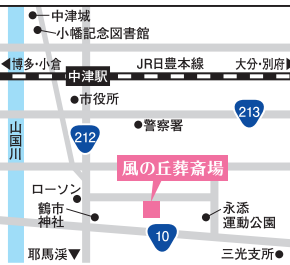 中津城
小幡記念図書館
◀博多・小倉
JR日豊本線
大分・別府▶
中津駅
市役所
213
警察署
212
山国川
風の丘葬斎場
ローソン
鶴市
神社
永添
運動公園
10
耶馬渓▼
三光支所